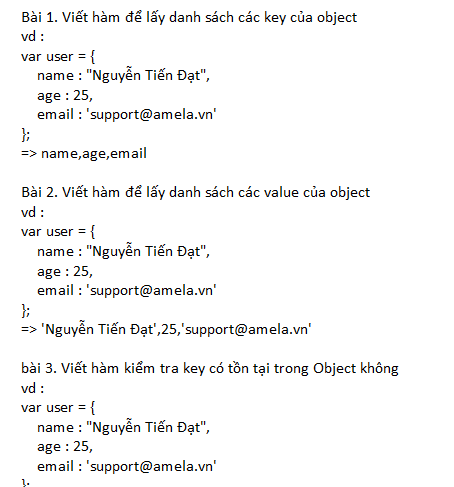 Bài 1. Viết hàm để lấy danh sách các key của object
vd :
var user = {
name : "Nguyễn Tiến Đạt",
age : 25,
email : 'support@amela.vn'
};
=> name,age,email
Bài 2. Viết hàm để lấy danh sách các value của object
vd :
var user = {
name : "Nguyễn Tiến Đạt",
age : 25,
email : 'support@amela.vn'
};
=> 'Nguyễn Tiến Đạt',25,'support@amela.vn'
bài 3. Viết hàm kiểm tra key có tồn tại trong Object không
vd :
var user = {
name : "Nguyễn Tiến Đạt",
age : 25,
email : 'support@amela.vn'
};